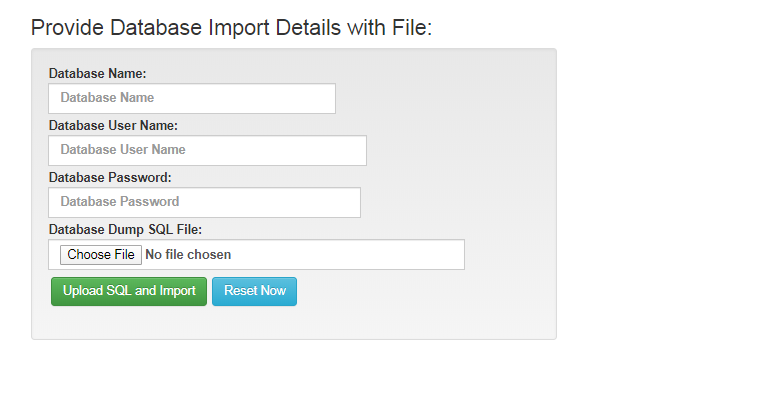 Provide Database Import Details with File:
Database Name:
Database Name
Database User Name:
Database User Name
Database Password:
Database Password
Database Dump SQL File:
Choose File No file chosen
Upload SQL and Import Reset Now